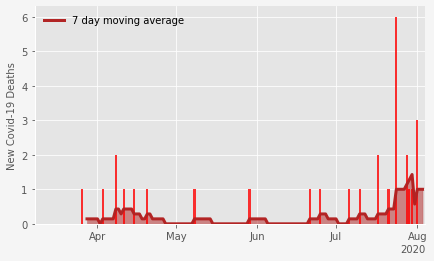 7 day moving average
New Covid-19 Deaths
6
5
4
3
2
1
0
Apr
May
Jun
Jul
Aug
2020